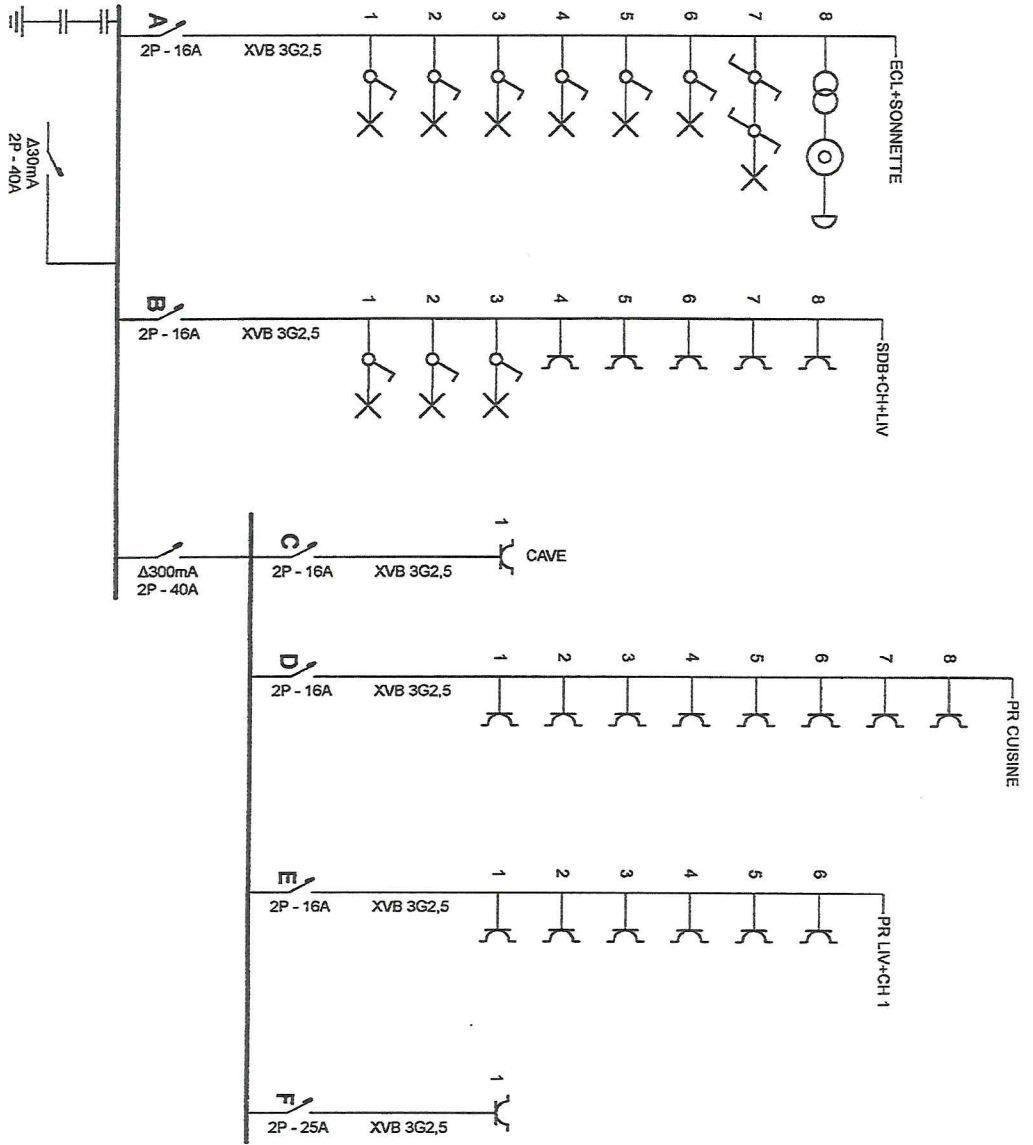 A
2P - 16A
XVB 3G2,5
1
2
3
4
5
6
7
8
ECL+SONNETTE
Δ30mA
2P - 40A
B
2P - 16A
XVB 3G2,5
1
2
3
4
5
6
7
8
SDB+CH+LIV
Δ300mA
2P - 40A
C
2P - 16A
XVB 3G2,5
1
CAVE
D
2P - 16A
XVB 3G2,5
1
2
3
4
5
6
7
8
PR CUISINE
E
2P - 16A
XVB 3G2,5
1
2
3
4
5
6
PR LIV+CH 1
F
2P - 25A
XVB 3G2,5
1